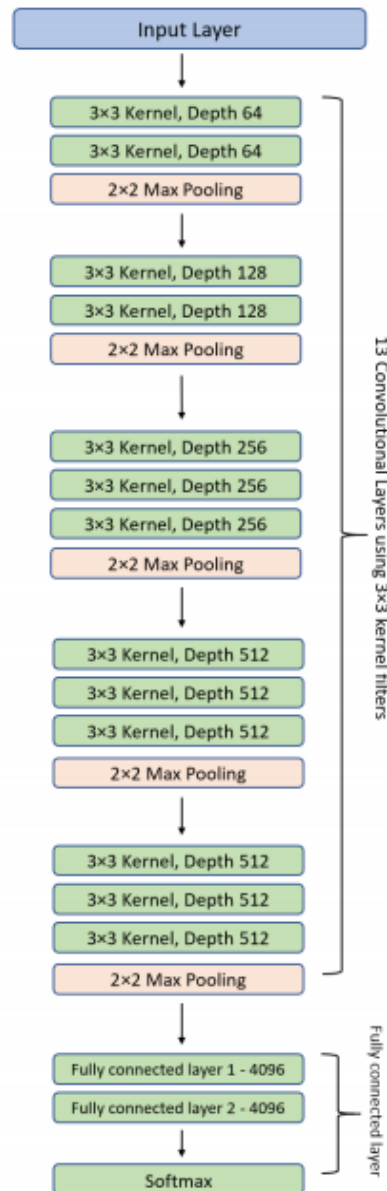 Input Layer
3×3 Kernel, Depth 64
3×3 Kernel, Depth 64
2×2 Max Pooling
3×3 Kernel, Depth 128
3×3 Kernel, Depth 128
2×2 Max Pooling
3×3 Kernel, Depth 256
3×3 Kernel, Depth 256
3×3 Kernel, Depth 256
2×2 Max Pooling
3×3 Kernel, Depth 512
3×3 Kernel, Depth 512
3×3 Kernel, Depth 512
2×2 Max Pooling
3×3 Kernel, Depth 512
3×3 Kernel, Depth 512
3×3 Kernel, Depth 512
2×2 Max Pooling
13 Convolutional Layers using 3×3 kernel filters
Fully connected layer 1 - 4096
Fully connected layer 2 - 4096
Softmax
Fully connected layer